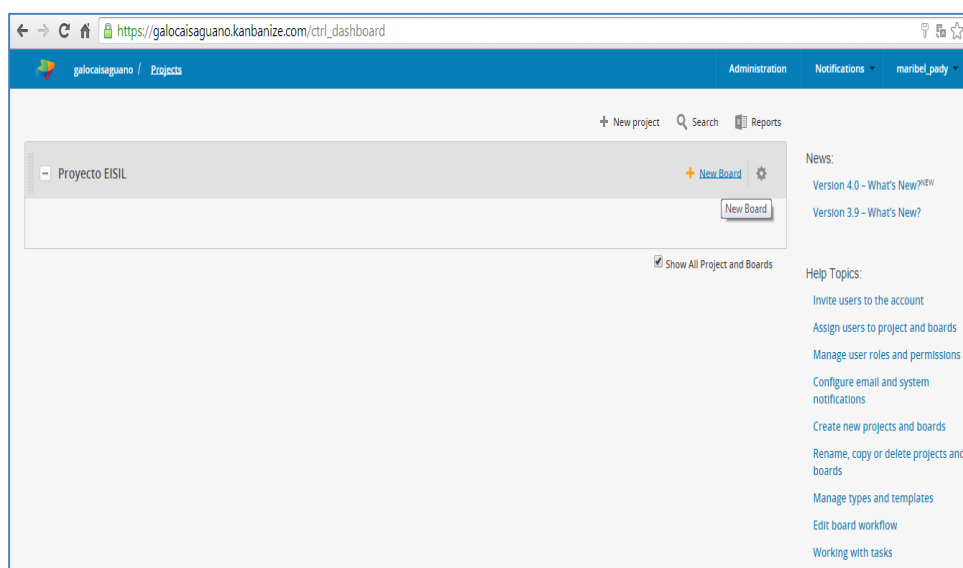 https://galocaisaguano.kanbanize.com/ctrl_dashboard
galocaisaguano / Projects
Administration
Notifications
maribel_pady
New project
Search
Reports
Proyecto EISIL
New Board
New Board
Show All Project and Boards
News:
Version 4.0 – What's New?NEW
Version 3.9 – What's New?
Help Topics:
Invite users to the account
Assign users to project and boards
Manage user roles and permissions
Configure email and system
notifications
Create new projects and boards
Rename, copy or delete projects and
boards
Manage types and templates
Edit board workflow
Working with tasks